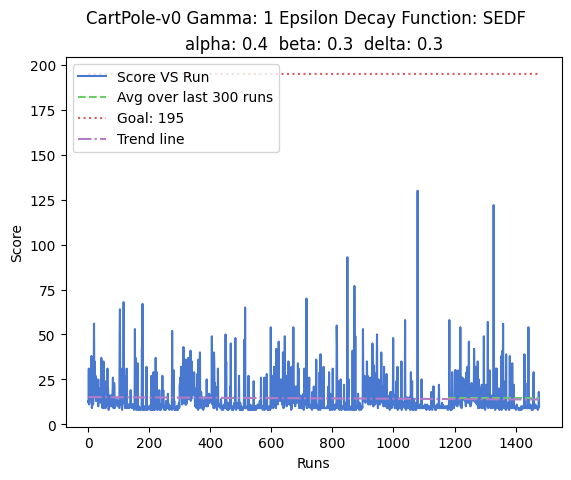 CartPole-v0 Gamma: 1 Epsilon Decay Function: SEDF
alpha: 0.4 beta: 0.3 delta: 0.3
200
175
150
125
100
75
50
25
0
Score
Score VS Run
Avg over last 300 runs
Goal: 195
Trend line
0 200 400 600 800 1000 1200 1400
Runs